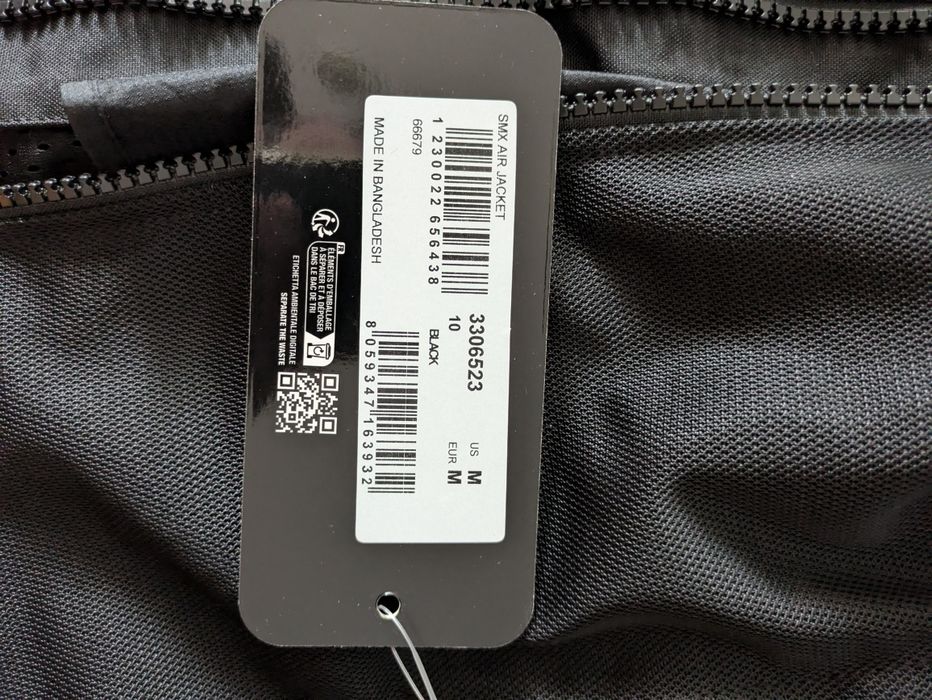 SMX AIR JACKET
1 230022 656438
66679
3306523
10
BLACK
US M
EUR M
MADE IN BANGLADESH
8 059347 163932
FR
ÉLÉMENTS D'EMBALLAGE
À SÉPARER ET À DÉPOSER
DANS LE BAC DE TRI
ETICHETTA AMBIENTALE DIGITALE
SEPARATE THE WASTE